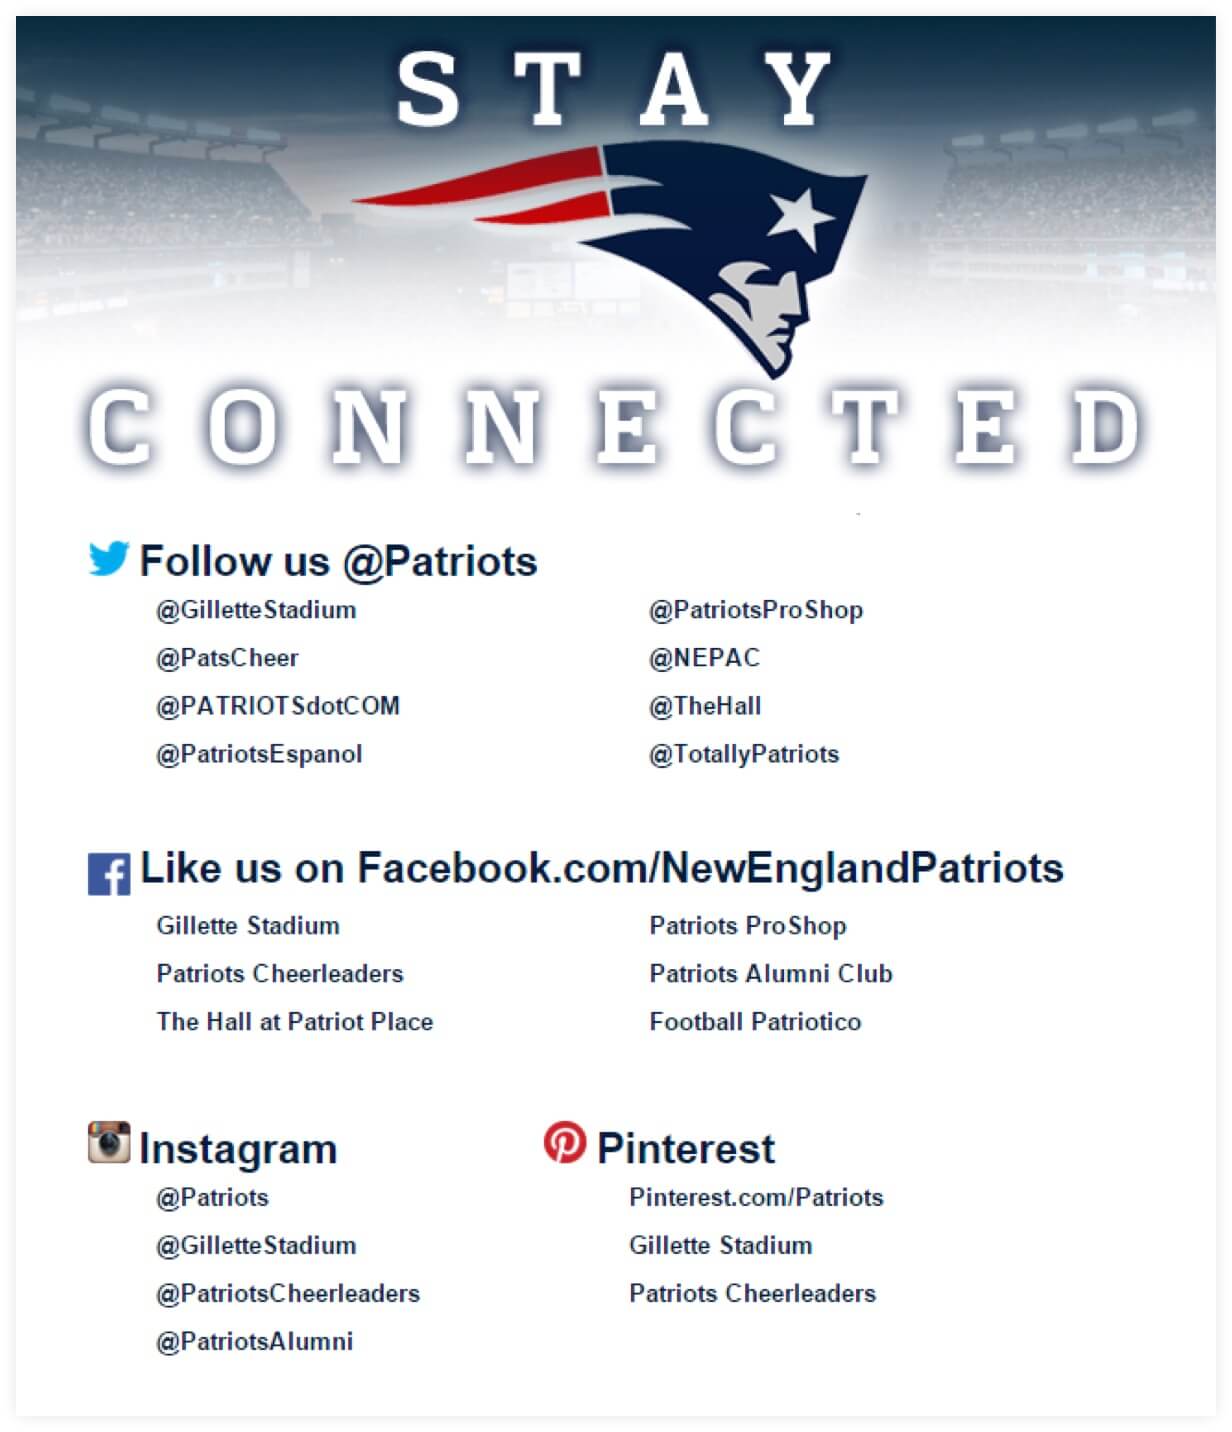 STAY
CONNECTED
Follow us @Patriots
@GilletteStadium
@PatsCheer
@PATRIOTSdotCOM
@PatriotsEspanol
@PatriotsProShop
@NEPAC
@TheHall
@TotallyPatriots
Like us on Facebook.com/NewEnglandPatriots
Gillette Stadium
Patriots Cheerleaders
The Hall at Patriot Place
Patriots ProShop
Patriots Alumni Club
Football Patriotico
Instagram
@Patriots
@GilletteStadium
@PatriotsCheerleaders
@PatriotsAlumni
Pinterest
Pinterest.com/Patriots
Gillette Stadium
Patriots Cheerleaders